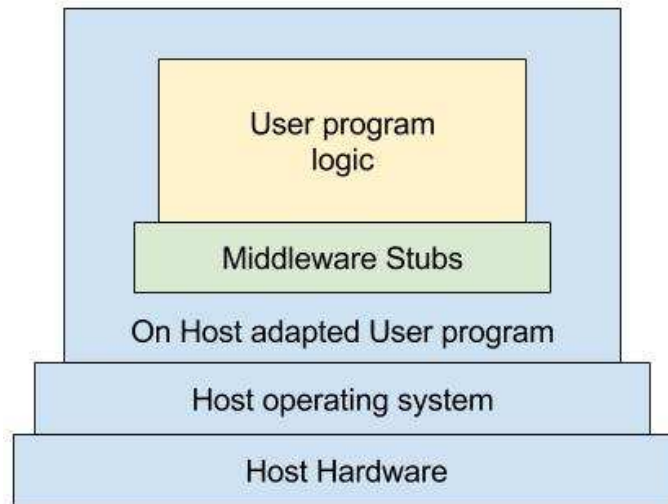 User program
logic
Middleware Stubs
On Host adapted User program
Host operating system
Host Hardware